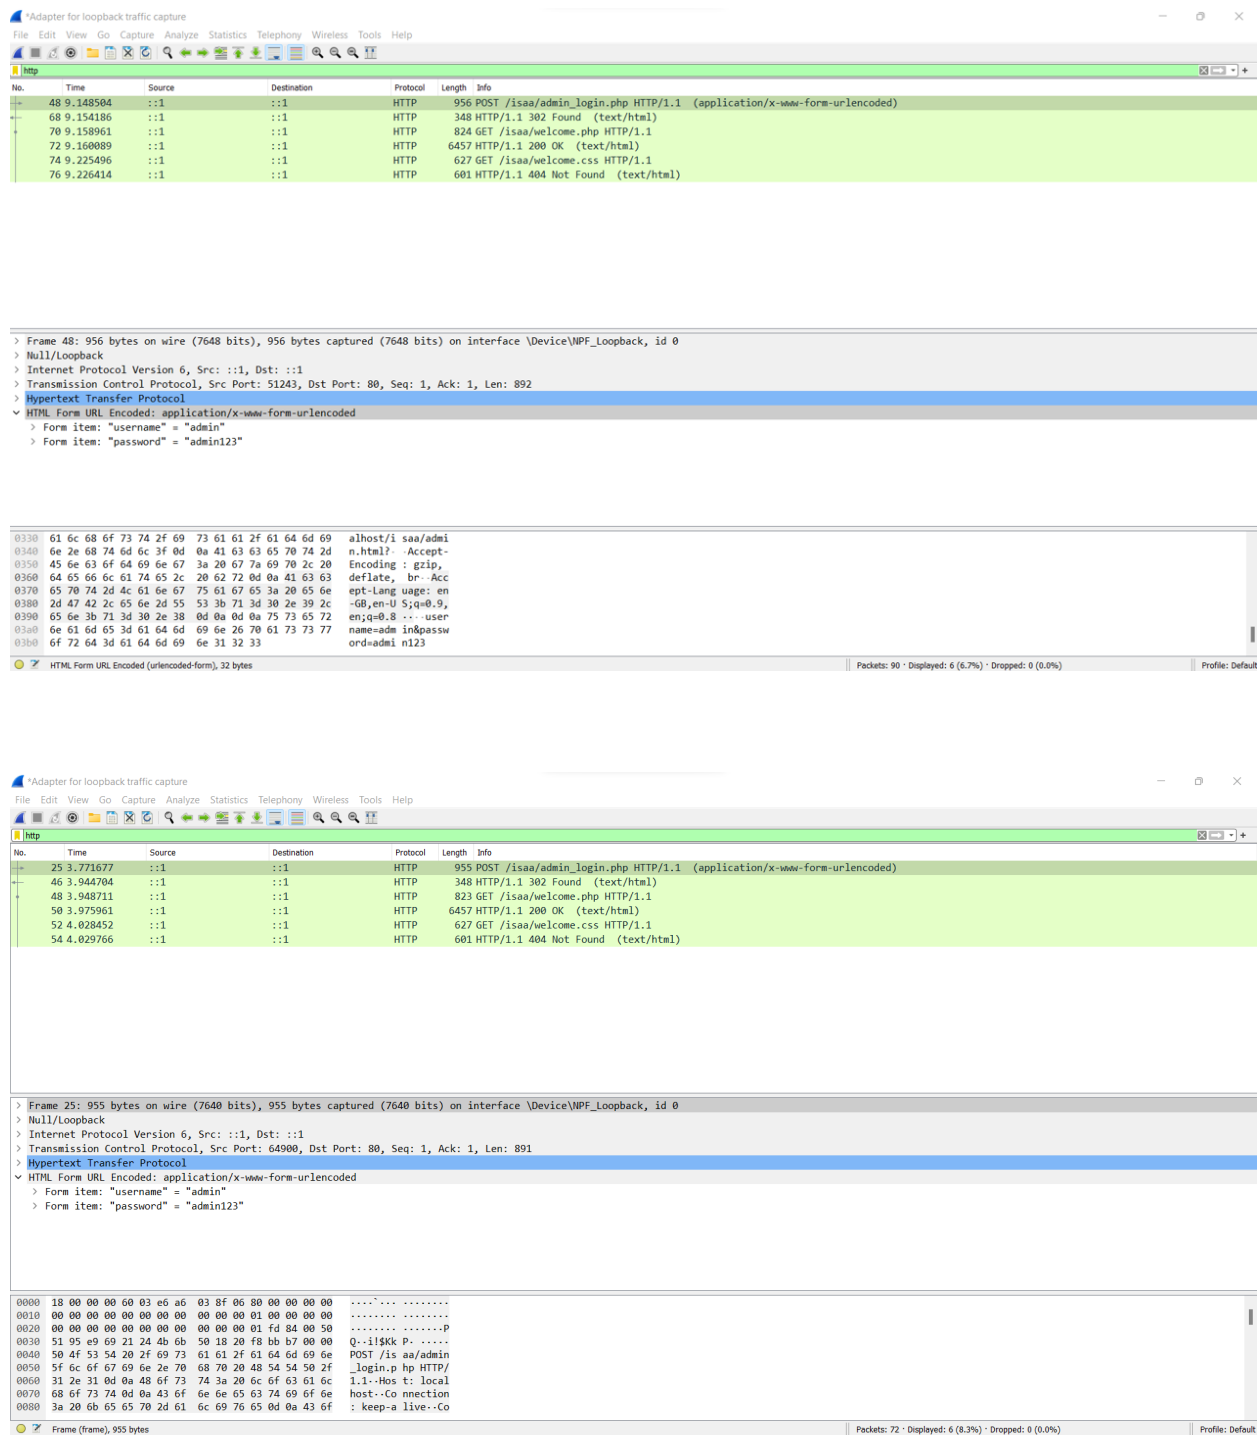 *Adapter for loopback traffic capture
File Edit View Go Capture Analyze Statistics Telephony Wireless Tools Help
http
No. Time Source Destination Protocol Length Info
48 9.148504 ::1 ::1 HTTP 956 POST /isaa/admin_login.php HTTP/1.1 (application/x-www-form-urlencoded)
68 9.154186 ::1 ::1 HTTP 348 HTTP/1.1 302 Found (text/html)
70 9.158961 ::1 ::1 HTTP 824 GET /isaa/welcome.php HTTP/1.1
72 9.160089 ::1 ::1 HTTP 6457 HTTP/1.1 200 OK (text/html)
74 9.225496 ::1 ::1 HTTP 627 GET /isaa/welcome.css HTTP/1.1
76 9.226414 ::1 ::1 HTTP 601 HTTP/1.1 404 Not Found (text/html)
Frame 48: 956 bytes on wire (7648 bits), 956 bytes captured (7648 bits) on interface \Device\NPF_Loopback, id 0
Null/Loopback
Internet Protocol Version 6, Src: ::1, Dst: ::1
Transmission Control Protocol, Src Port: 51243, Dst Port: 80, Seq: 1, Ack: 1, Len: 892
Hypertext Transfer Protocol
HTML Form URL Encoded: application/x-www-form-urlencoded
Form item: "username" = "admin"
Form item: "password" = "admin123"
0330 61 6c 68 6f 73 74 2f 69 73 61 61 2f 61 64 6d 69 alhost/i saa/admi
0340 6e 2e 68 74 6d 6c 3f 0d 0a 41 63 63 65 70 74 2d n.html?· ·Accept-
0350 45 6e 63 6f 64 69 6e 67 3a 20 67 7a 69 70 2c 20 Encoding : gzip,
0360 64 65 66 6c 61 74 65 2c 20 62 72 0d 0a 41 63 63 deflate, br··Acc
0370 65 70 74 2d 4c 61 6e 67 75 61 67 65 3a 20 65 6e ept-Lang uage: en
0380 2d 47 42 2c 65 6e 2d 55 53 3b 71 3d 30 2e 39 2c -GB,en-U S;q=0.9,
0390 65 6e 3b 71 3d 30 2e 38 0d 0a 0d 0a 75 73 65 72 en;q=0.8 ····user
03a0 6e 61 6d 65 3d 61 64 6d 69 6e 26 70 61 73 73 77 name=adm in&passw
03b0 6f 72 64 3d 61 64 6d 69 6e 31 32 33 ord=admi n123
HTML Form URL Encoded (urlencoded-form), 32 bytes Packets: 90 · Displayed: 6 (6.7%) · Dropped: 0 (0.0%) Profile: Default
*Adapter for loopback traffic capture
File Edit View Go Capture Analyze Statistics Telephony Wireless Tools Help
http
No. Time Source Destination Protocol Length Info
25 3.771677 ::1 ::1 HTTP 955 POST /isaa/admin_login.php HTTP/1.1 (application/x-www-form-urlencoded)
46 3.944704 ::1 ::1 HTTP 348 HTTP/1.1 302 Found (text/html)
48 3.948711 ::1 ::1 HTTP 823 GET /isaa/welcome.php HTTP/1.1
50 3.975961 ::1 ::1 HTTP 6457 HTTP/1.1 200 OK (text/html)
52 4.028452 ::1 ::1 HTTP 627 GET /isaa/welcome.css HTTP/1.1
54 4.029766 ::1 ::1 HTTP 601 HTTP/1.1 404 Not Found (text/html)
Frame 25: 955 bytes on wire (7640 bits), 955 bytes captured (7640 bits) on interface \Device\NPF_Loopback, id 0
Null/Loopback
Internet Protocol Version 6, Src: ::1, Dst: ::1
Transmission Control Protocol, Src Port: 64900, Dst Port: 80, Seq: 1, Ack: 1, Len: 891
Hypertext Transfer Protocol
HTML Form URL Encoded: application/x-www-form-urlencoded
Form item: "username" = "admin"
Form item: "password" = "admin123"
0000 18 00 00 00 60 03 e6 a6 03 8f 06 80 00 00 00 00 ····`··· ········
0010 00 00 00 00 00 00 00 00 00 00 00 01 00 00 00 00 ········ ········
0020 00 00 00 00 00 00 00 00 00 00 00 01 fd 84 00 50 ········ ·······P
0030 51 95 e9 69 21 24 4b 6b 50 18 20 f8 bb b7 00 00 Q··i!$Kk P· ·····
0040 50 4f 53 54 20 2f 69 73 61 61 2f 61 64 6d 69 6e POST /is aa/admin
0050 5f 6c 6f 67 69 6e 2e 70 68 70 20 48 54 54 50 2f _login.p hp HTTP/
0060 31 2e 31 0d 0a 48 6f 73 74 3a 20 6c 6f 63 61 6c 1.1··Hos t: local
0070 68 6f 73 74 0d 0a 43 6f 6e 6e 65 63 74 69 6f 6e host··Co nnection
0080 3a 20 6b 65 65 70 2d 61 6c 69 76 65 0d 0a 43 6f : keep-a live··Co
Frame (frame), 955 bytes Packets: 72 · Displayed: 6 (8.3%) · Dropped: 0 (0.0%) Profile: Default